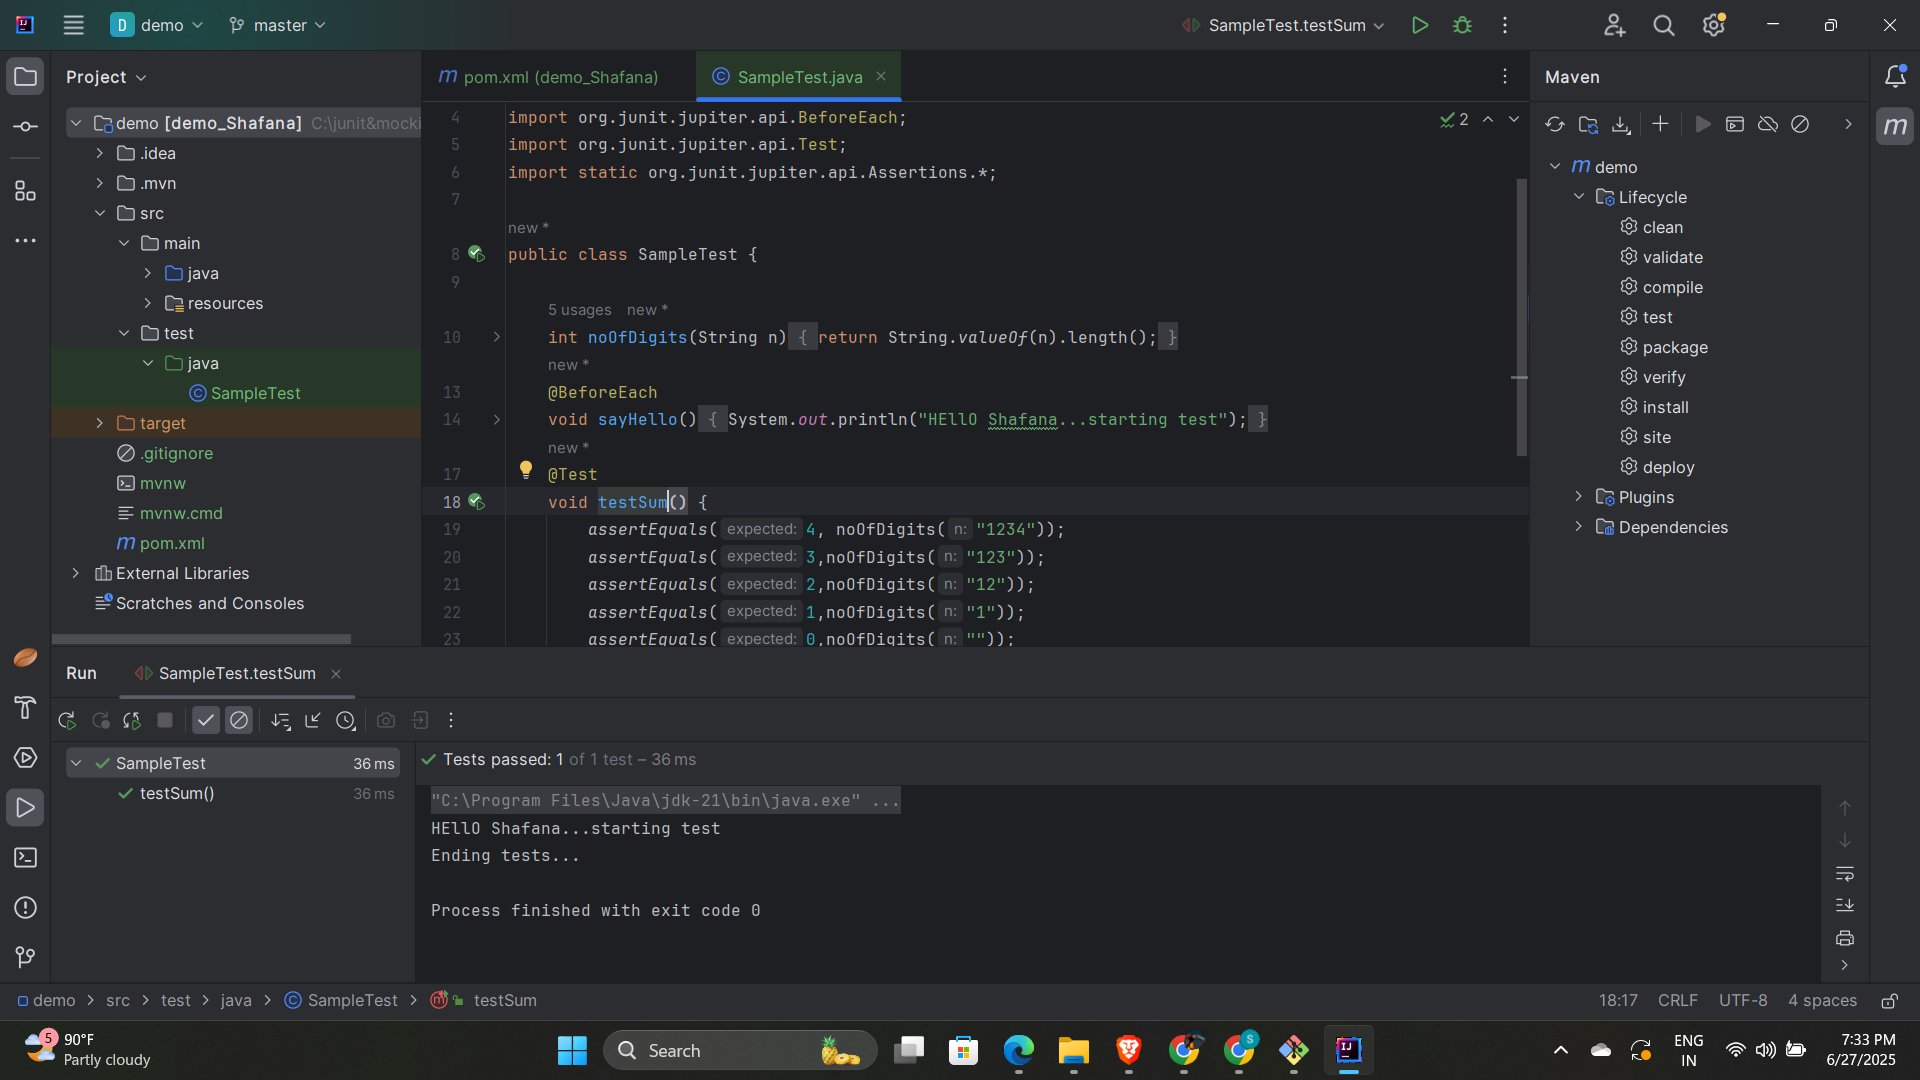 D demo master SampleTest.testSum
Project
demo [demo_Shafana] C:\junit&mocki
.idea
.mvn
src
main
java
resources
test
java
SampleTest
target
.gitignore
mvnw
mvnw.cmd
pom.xml
External Libraries
Scratches and Consoles
m pom.xml (demo_Shafana) SampleTest.java
2
4 import org.junit.jupiter.api.BeforeEach;
5 import org.junit.jupiter.api.Test;
6 import static org.junit.jupiter.api.Assertions.*;
7
new *
8 public class SampleTest {
9
5 usages new *
10 int noOfDigits(String n) { return String.valueOf(n).length(); }
new *
13 @BeforeEach
14 void sayHello() { System.out.println("HEllO Shafana...starting test"); }
new *
17 @Test
18 void testSum() {
19 assertEquals( expected: 4, noOfDigits( n: "1234"));
20 assertEquals( expected: 3,noOfDigits( n: "123"));
21 assertEquals( expected: 2,noOfDigits( n: "12"));
22 assertEquals( expected: 1,noOfDigits( n: "1"));
23 assertEquals( expected: 0,noOfDigits( n: ""));
Maven
m demo
Lifecycle
clean
validate
compile
test
package
verify
install
site
deploy
Plugins
Dependencies
Run SampleTest.testSum
SampleTest 36 ms
testSum() 36 ms
Tests passed: 1 of 1 test – 36 ms
"C:\Program Files\Java\jdk-21\bin\java.exe" ...
HEllO Shafana...starting test
Ending tests...
Process finished with exit code 0
demo > src > test > java > SampleTest > testSum
18:17 CRLF UTF-8 4 spaces
5 90°F
Partly cloudy
Search
ENG
IN
7:33 PM
6/27/2025